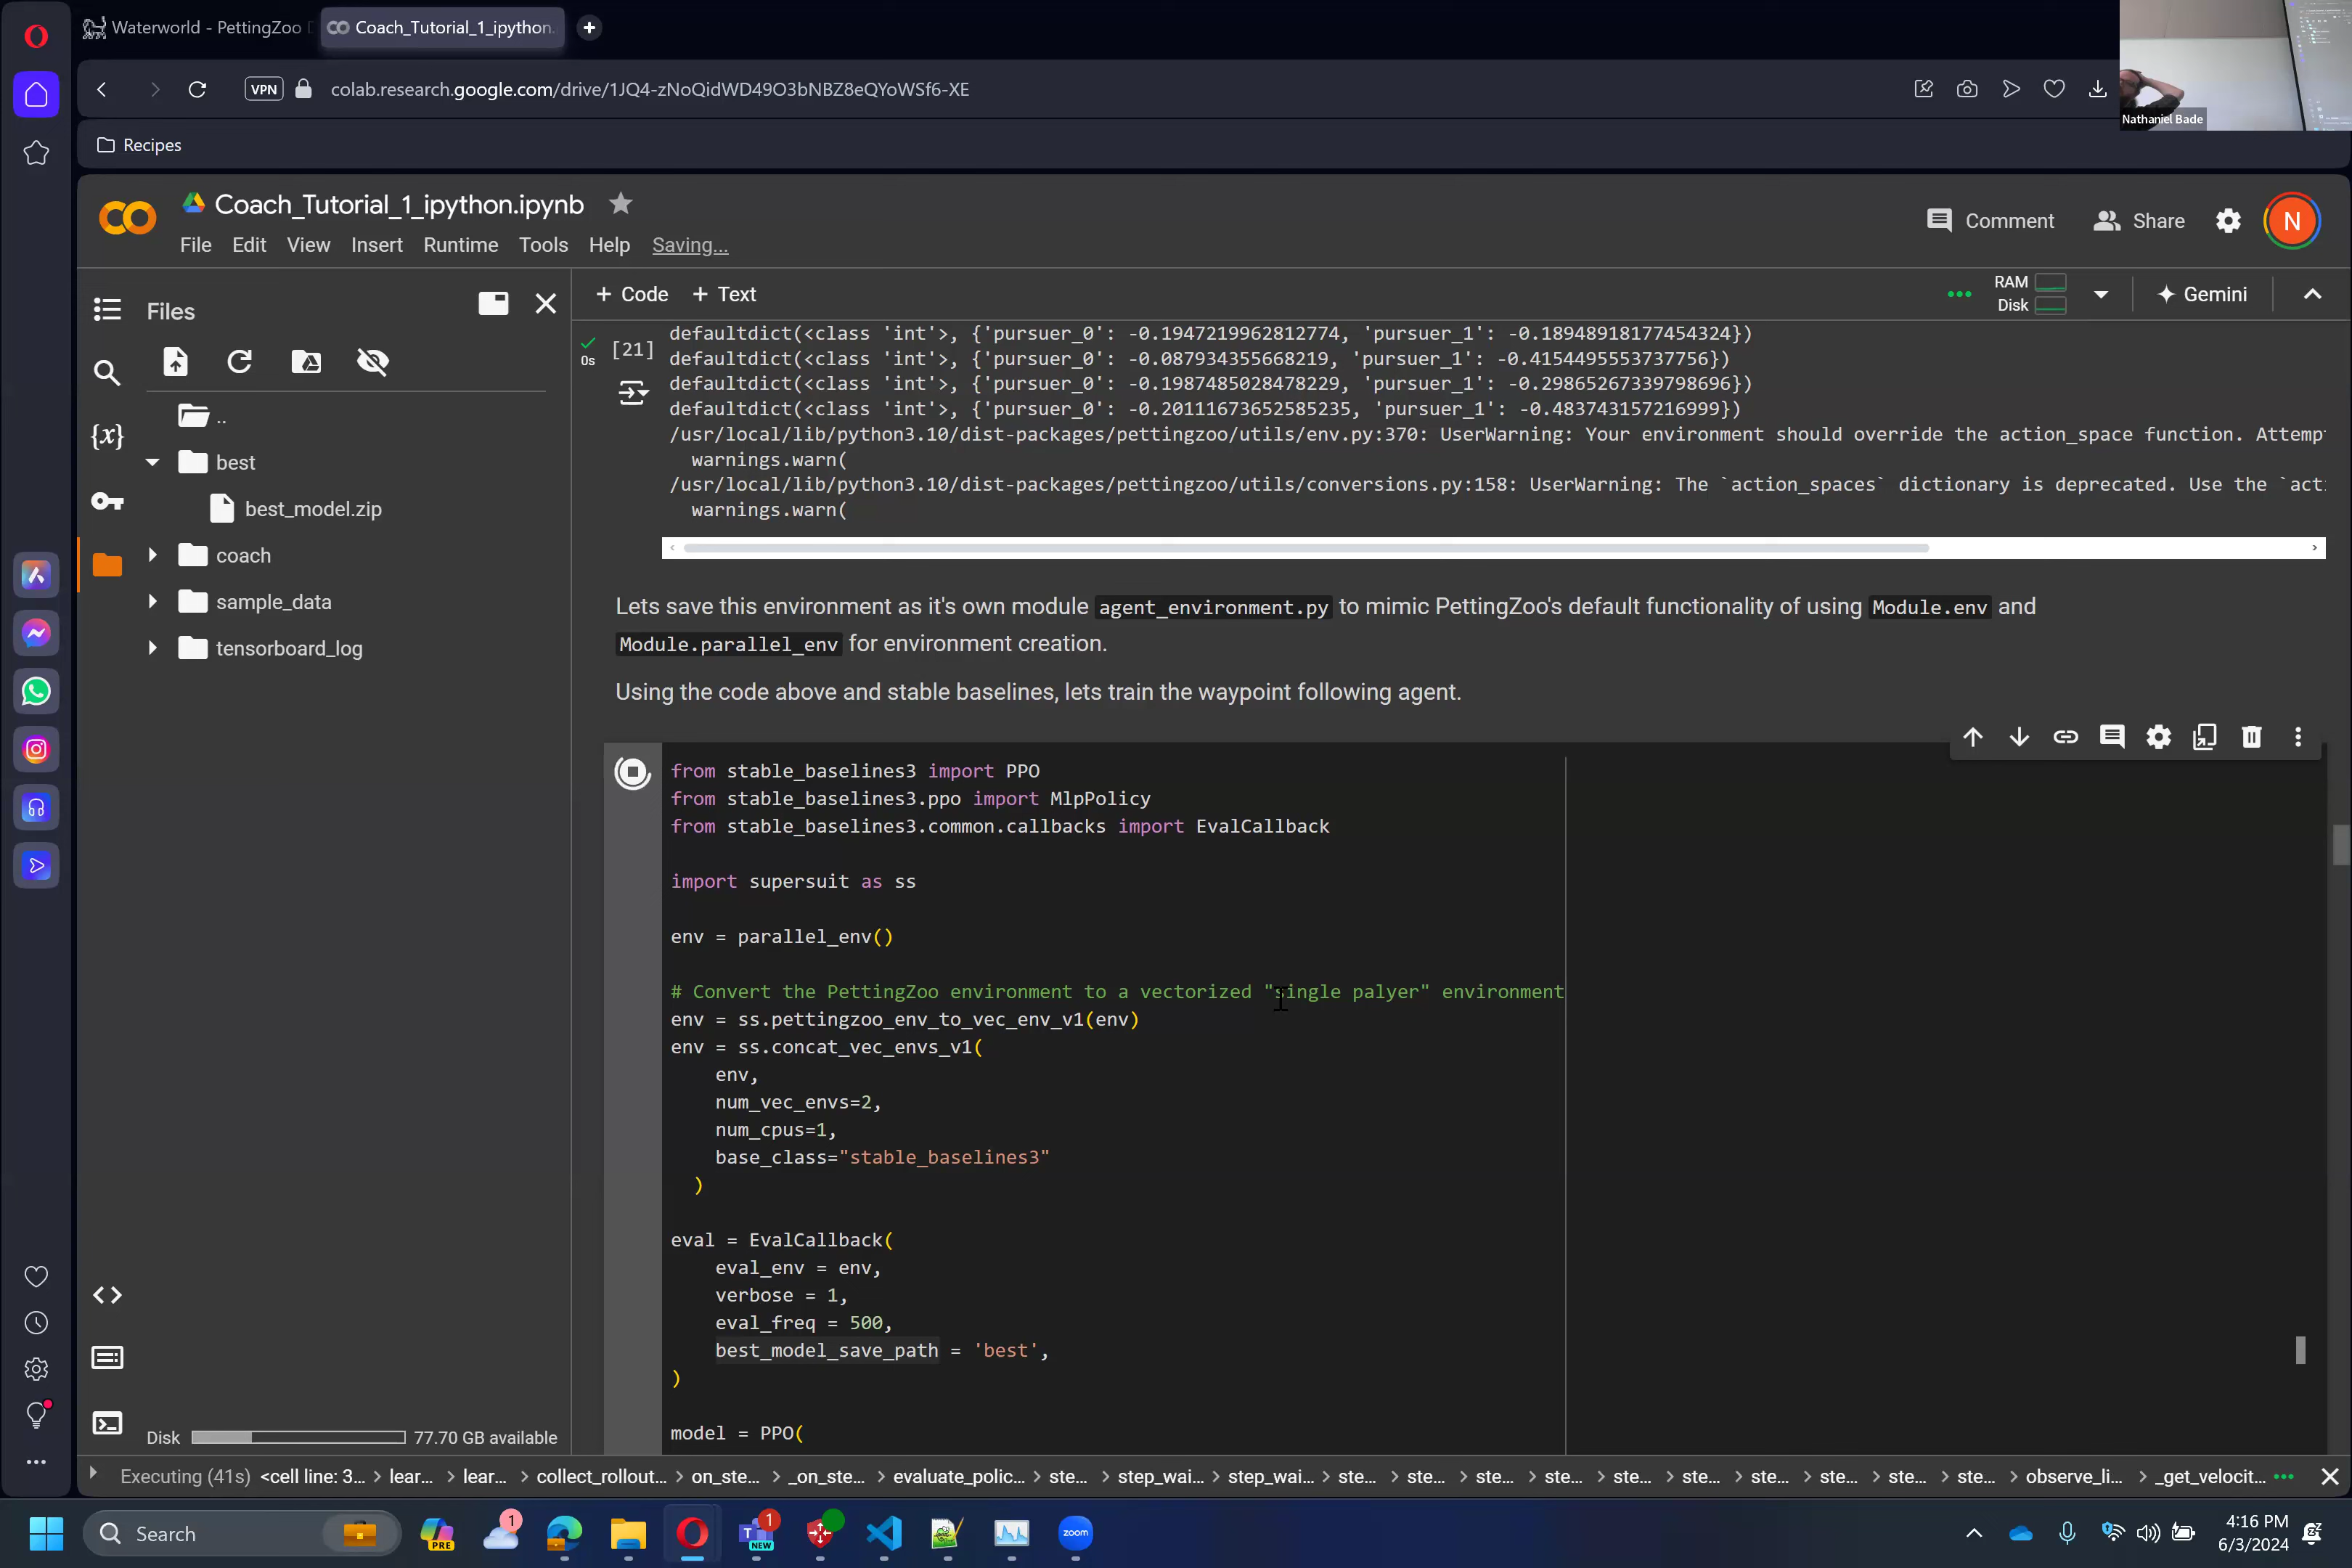 Waterworld - PettingZoo
Coach_Tutorial_1_ipython.
VPN
colab.research.google.com/drive/1JQ4-zNoQidWD49O3bNBZ8eQYoWSf6-XE
Nathaniel Bade
Recipes
Coach_Tutorial_1_ipython.ipynb
File Edit View Insert Runtime Tools Help Saving...
Comment Share N
Files
+ Code + Text
RAM
Disk
Gemini
..
best
best_model.zip
coach
sample_data
tensorboard_log
{x}
0s
[21]
defaultdict(<class 'int'>, {'pursuer_0': -0.1947219962812774, 'pursuer_1': -0.18948918177454324})
defaultdict(<class 'int'>, {'pursuer_0': -0.087934355668219, 'pursuer_1': -0.4154495553737756})
defaultdict(<class 'int'>, {'pursuer_0': -0.1987485028478229, 'pursuer_1': -0.29865267339798696})
defaultdict(<class 'int'>, {'pursuer_0': -0.20111673652585235, 'pursuer_1': -0.483743157216999})
/usr/local/lib/python3.10/dist-packages/pettingzoo/utils/env.py:370: UserWarning: Your environment should override the action_space function. Attemp
warnings.warn(
/usr/local/lib/python3.10/dist-packages/pettingzoo/utils/conversions.py:158: UserWarning: The `action_spaces` dictionary is deprecated. Use the `act
warnings.warn(
Lets save this environment as it's own module agent_environment.py to mimic PettingZoo's default functionality of using Module.env and
Module.parallel_env for environment creation.
Using the code above and stable baselines, lets train the waypoint following agent.
from stable_baselines3 import PPO
from stable_baselines3.ppo import MlpPolicy
from stable_baselines3.common.callbacks import EvalCallback
import supersuit as ss
env = parallel_env()
# Convert the PettingZoo environment to a vectorized "single palyer" environment
env = ss.pettingzoo_env_to_vec_env_v1(env)
env = ss.concat_vec_envs_v1(
env,
num_vec_envs=2,
num_cpus=1,
base_class="stable_baselines3"
)
eval = EvalCallback(
eval_env = env,
verbose = 1,
eval_freq = 500,
best_model_save_path = 'best',
)
model = PPO(
Disk 77.70 GB available
Executing (41s) <cell line: 3... > lear... > lear... > collect_rollout... > on_ste... > _on_ste... > evaluate_polic... > ste... > step_wai... > step_wai... > ste... > ste... > ste... > ste... > ste... > ste... > ste... > ste... > ste... > ste... > observe_li... > _get_velocit...
Search
PRE
1
1
NEW
zoom
4:16 PM
6/3/2024